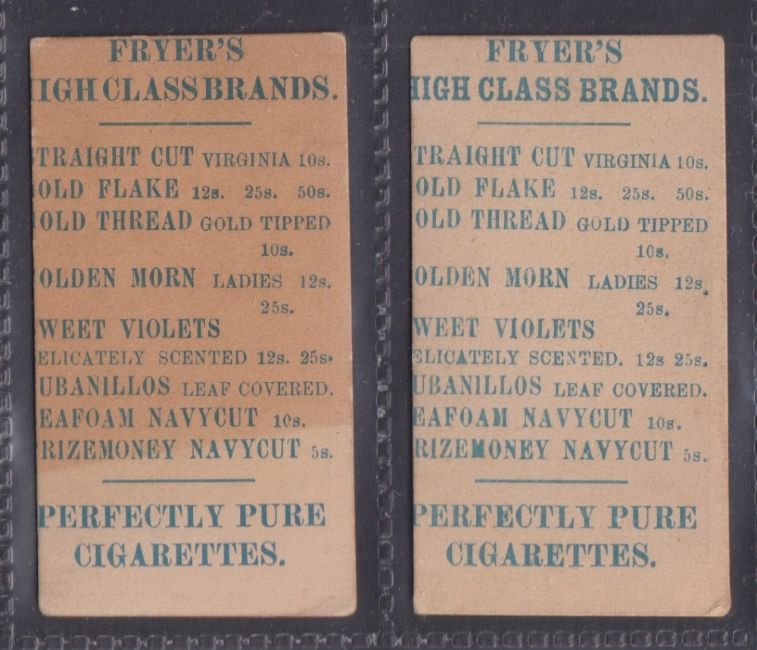 FRYER'S
HIGH CLASS BRANDS.
TRAIGHT CUT VIRGINIA 10s.
OLD FLAKE 12s. 25s. 50s.
OLD THREAD GOLD TIPPED
10s.
OLDEN MORN LADIES 12s.
25s.
WEET VIOLETS
ELICATELY SCENTED 12s. 25s.
UBANILLOS LEAF COVERED.
EAFOAM NAVYCUT 10s.
RIZEMONEY NAVYCUT 5s.
PERFECTLY PURE
CIGARETTES.
FRYER'S
HIGH CLASS BRANDS.
TRAIGHT CUT VIRGINIA 10s.
OLD FLAKE 12s. 25s. 50s.
OLD THREAD GOLD TIPPED
10s.
OLDEN MORN LADIES 12s.
25s.
WEET VIOLETS
ELICATELY SCENTED. 12s 25s.
UBANILLOS LEAF COVERED.
EAFOAM NAVYCUT 10s.
RIZEMONEY NAVYCUT 5s.
PERFECTLY PURE
CIGARETTES.